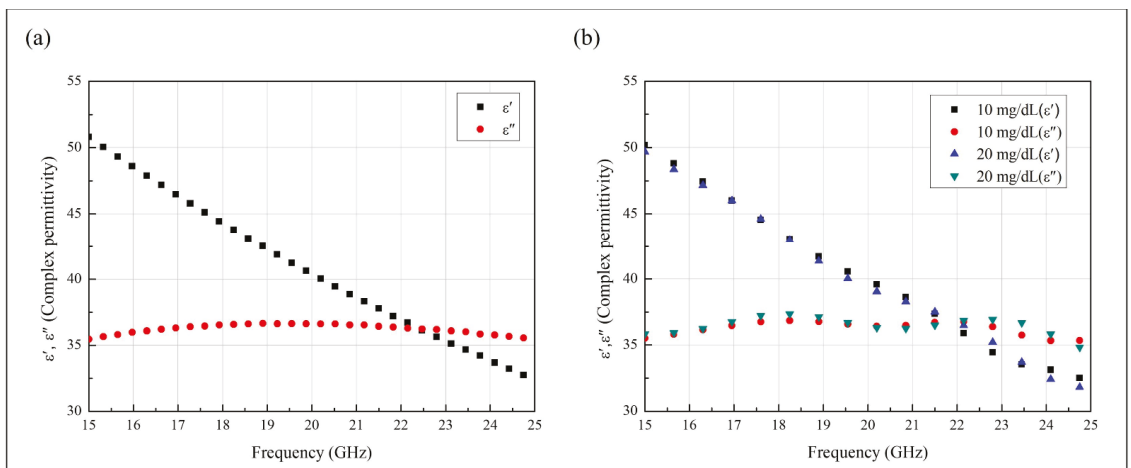 (a)
55
50
45
40
35
30
ε′, ε″ (Complex permittivity)
ε′
ε″
15 16 17 18 19 20 21 22 23 24 25
Frequency (GHz)
(b)
55
50
45
40
35
30
ε′,ε″ (Complex permittivity)
10 mg/dL(ε′)
10 mg/dL(ε″)
20 mg/dL(ε′)
20 mg/dL(ε″)
15 16 17 18 19 20 21 22 23 24 25
Frequency (GHz)